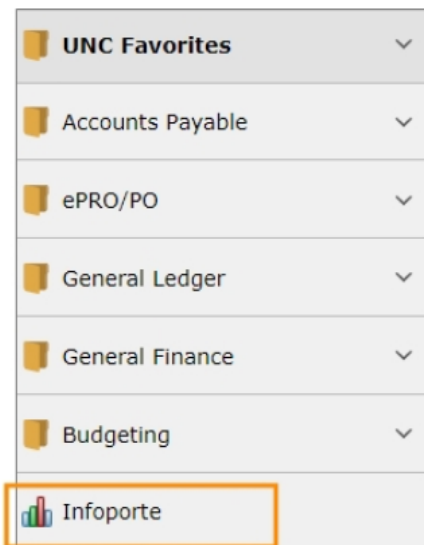 UNC Favorites
Accounts Payable
ePRO/PO
General Ledger
General Finance
Budgeting
Infoporte